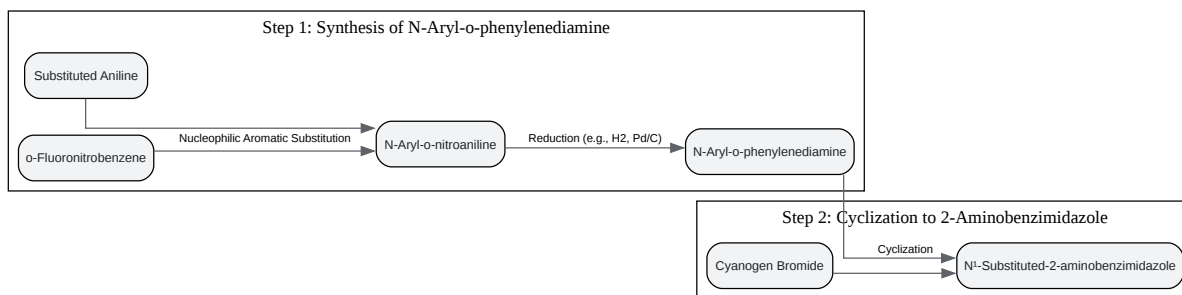 Step 1: Synthesis of N-Aryl-o-phenylenediamine
Substituted Aniline
o-Fluoronitrobenzene
Nucleophilic Aromatic Substitution
N-Aryl-o-nitroaniline
Reduction (e.g., H2, Pd/C)
N-Aryl-o-phenylenediamine
Step 2: Cyclization to 2-Aminobenzimidazole
Cyanogen Bromide
Cyclization
N¹-Substituted-2-aminobenzimidazole